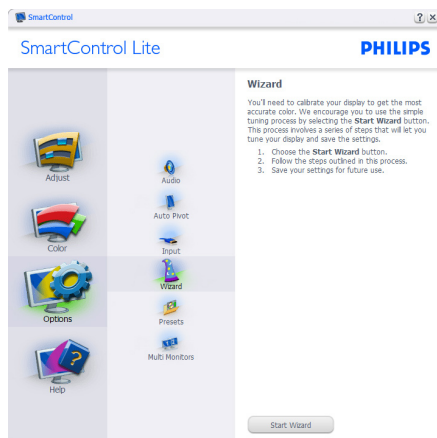 SmartControl
SmartControl Lite
PHILIPS
Adjust
Color
Options
Help
Audio
Auto Pivot
Input
Wizard
Presets
Multi Monitors
Wizard
You'll need to calibrate your display to get the most
accurate color. We encourage you to use the simple
tuning process by selecting the Start Wizard button.
This process involves a series of steps that will let you
tune your display and save the settings.
1. Choose the Start Wizard button.
2. Follow the steps outlined in this process.
3. Save your settings for future use.
Start Wizard